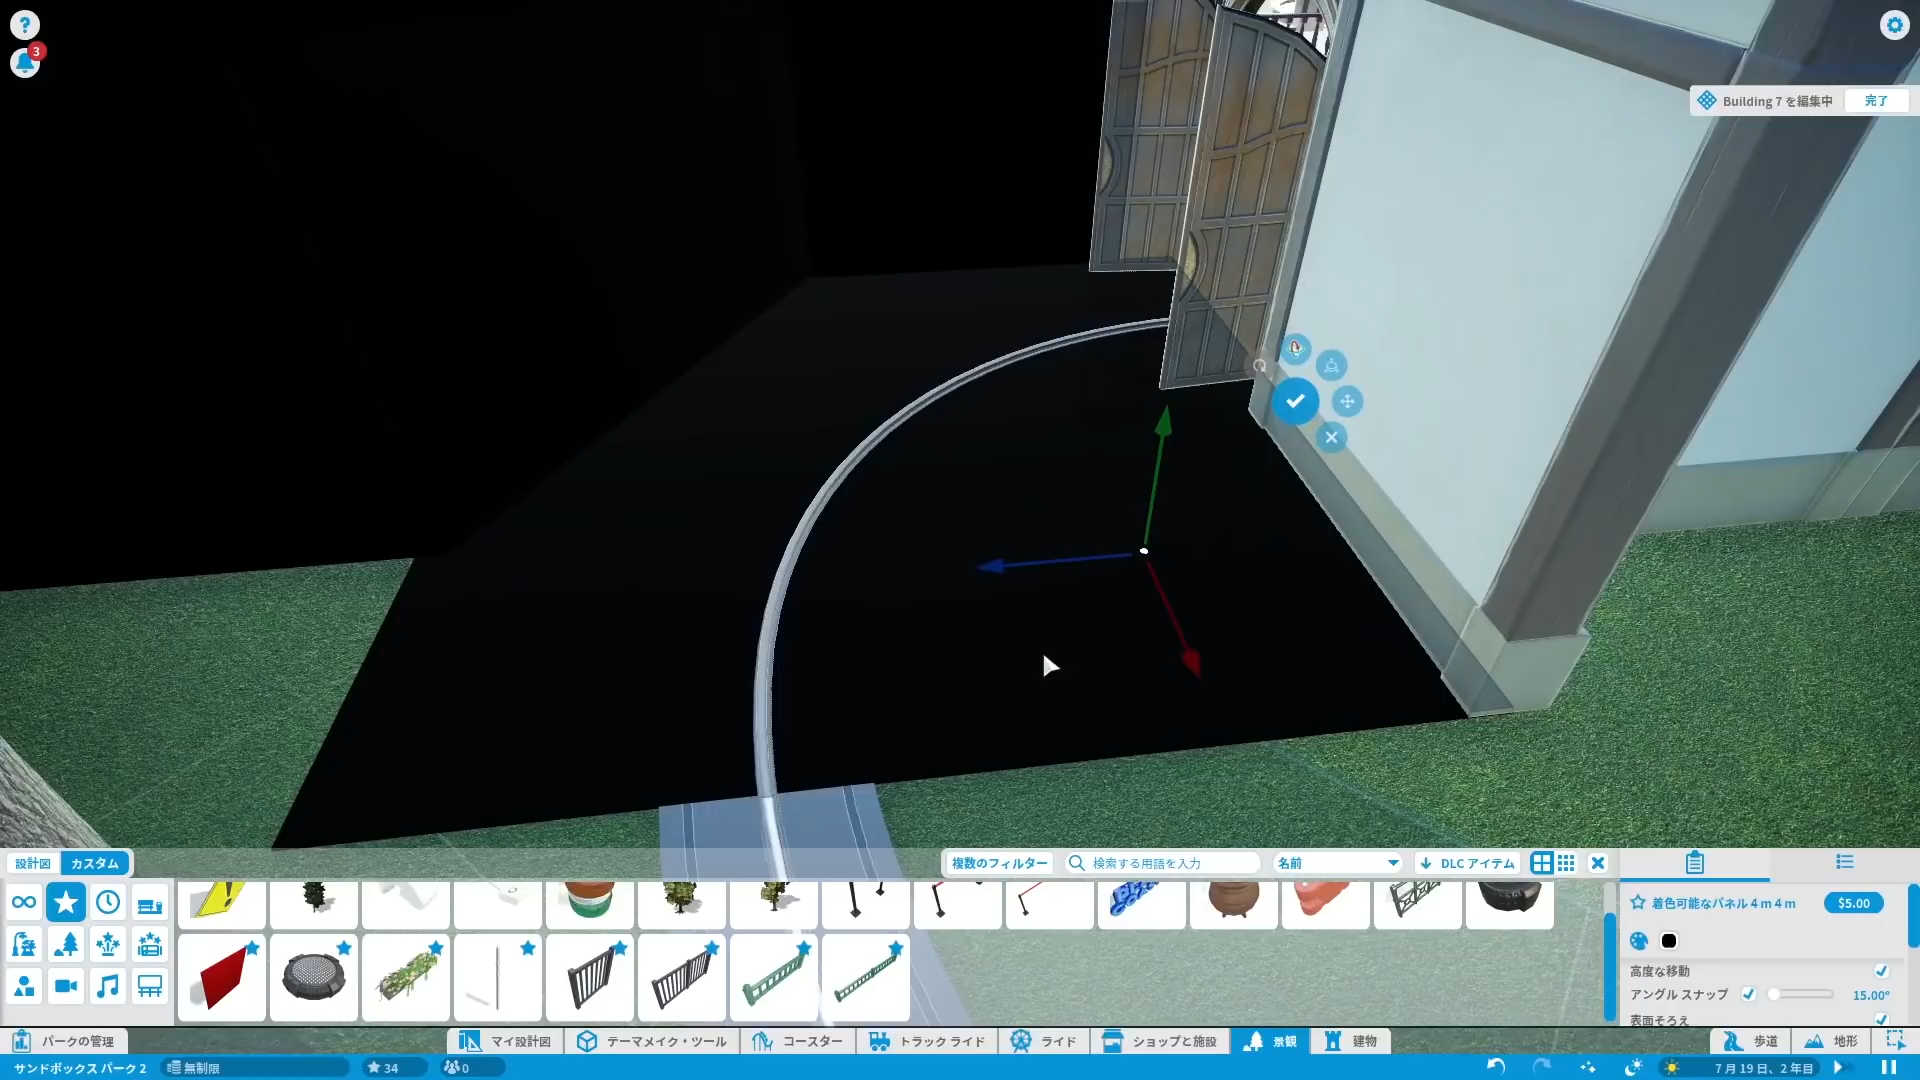 ?
3
Building 7 を編集中
完了
設計図
カスタム
複数のフィルター
検索する用語を入力
名前
DLC アイテム
着色可能なパネル 4 m 4 m
$5.00
高度な移動
アングル スナップ
15.00°
表面そろえ
パークの管理
マイ設計図
テーマメイク・ツール
コースター
トラック ライド
ライド
ショップと施設
景観
建物
歩道
地形
サンドボックス パーク 2
無制限
34
0
7 月 19 日、2 年目